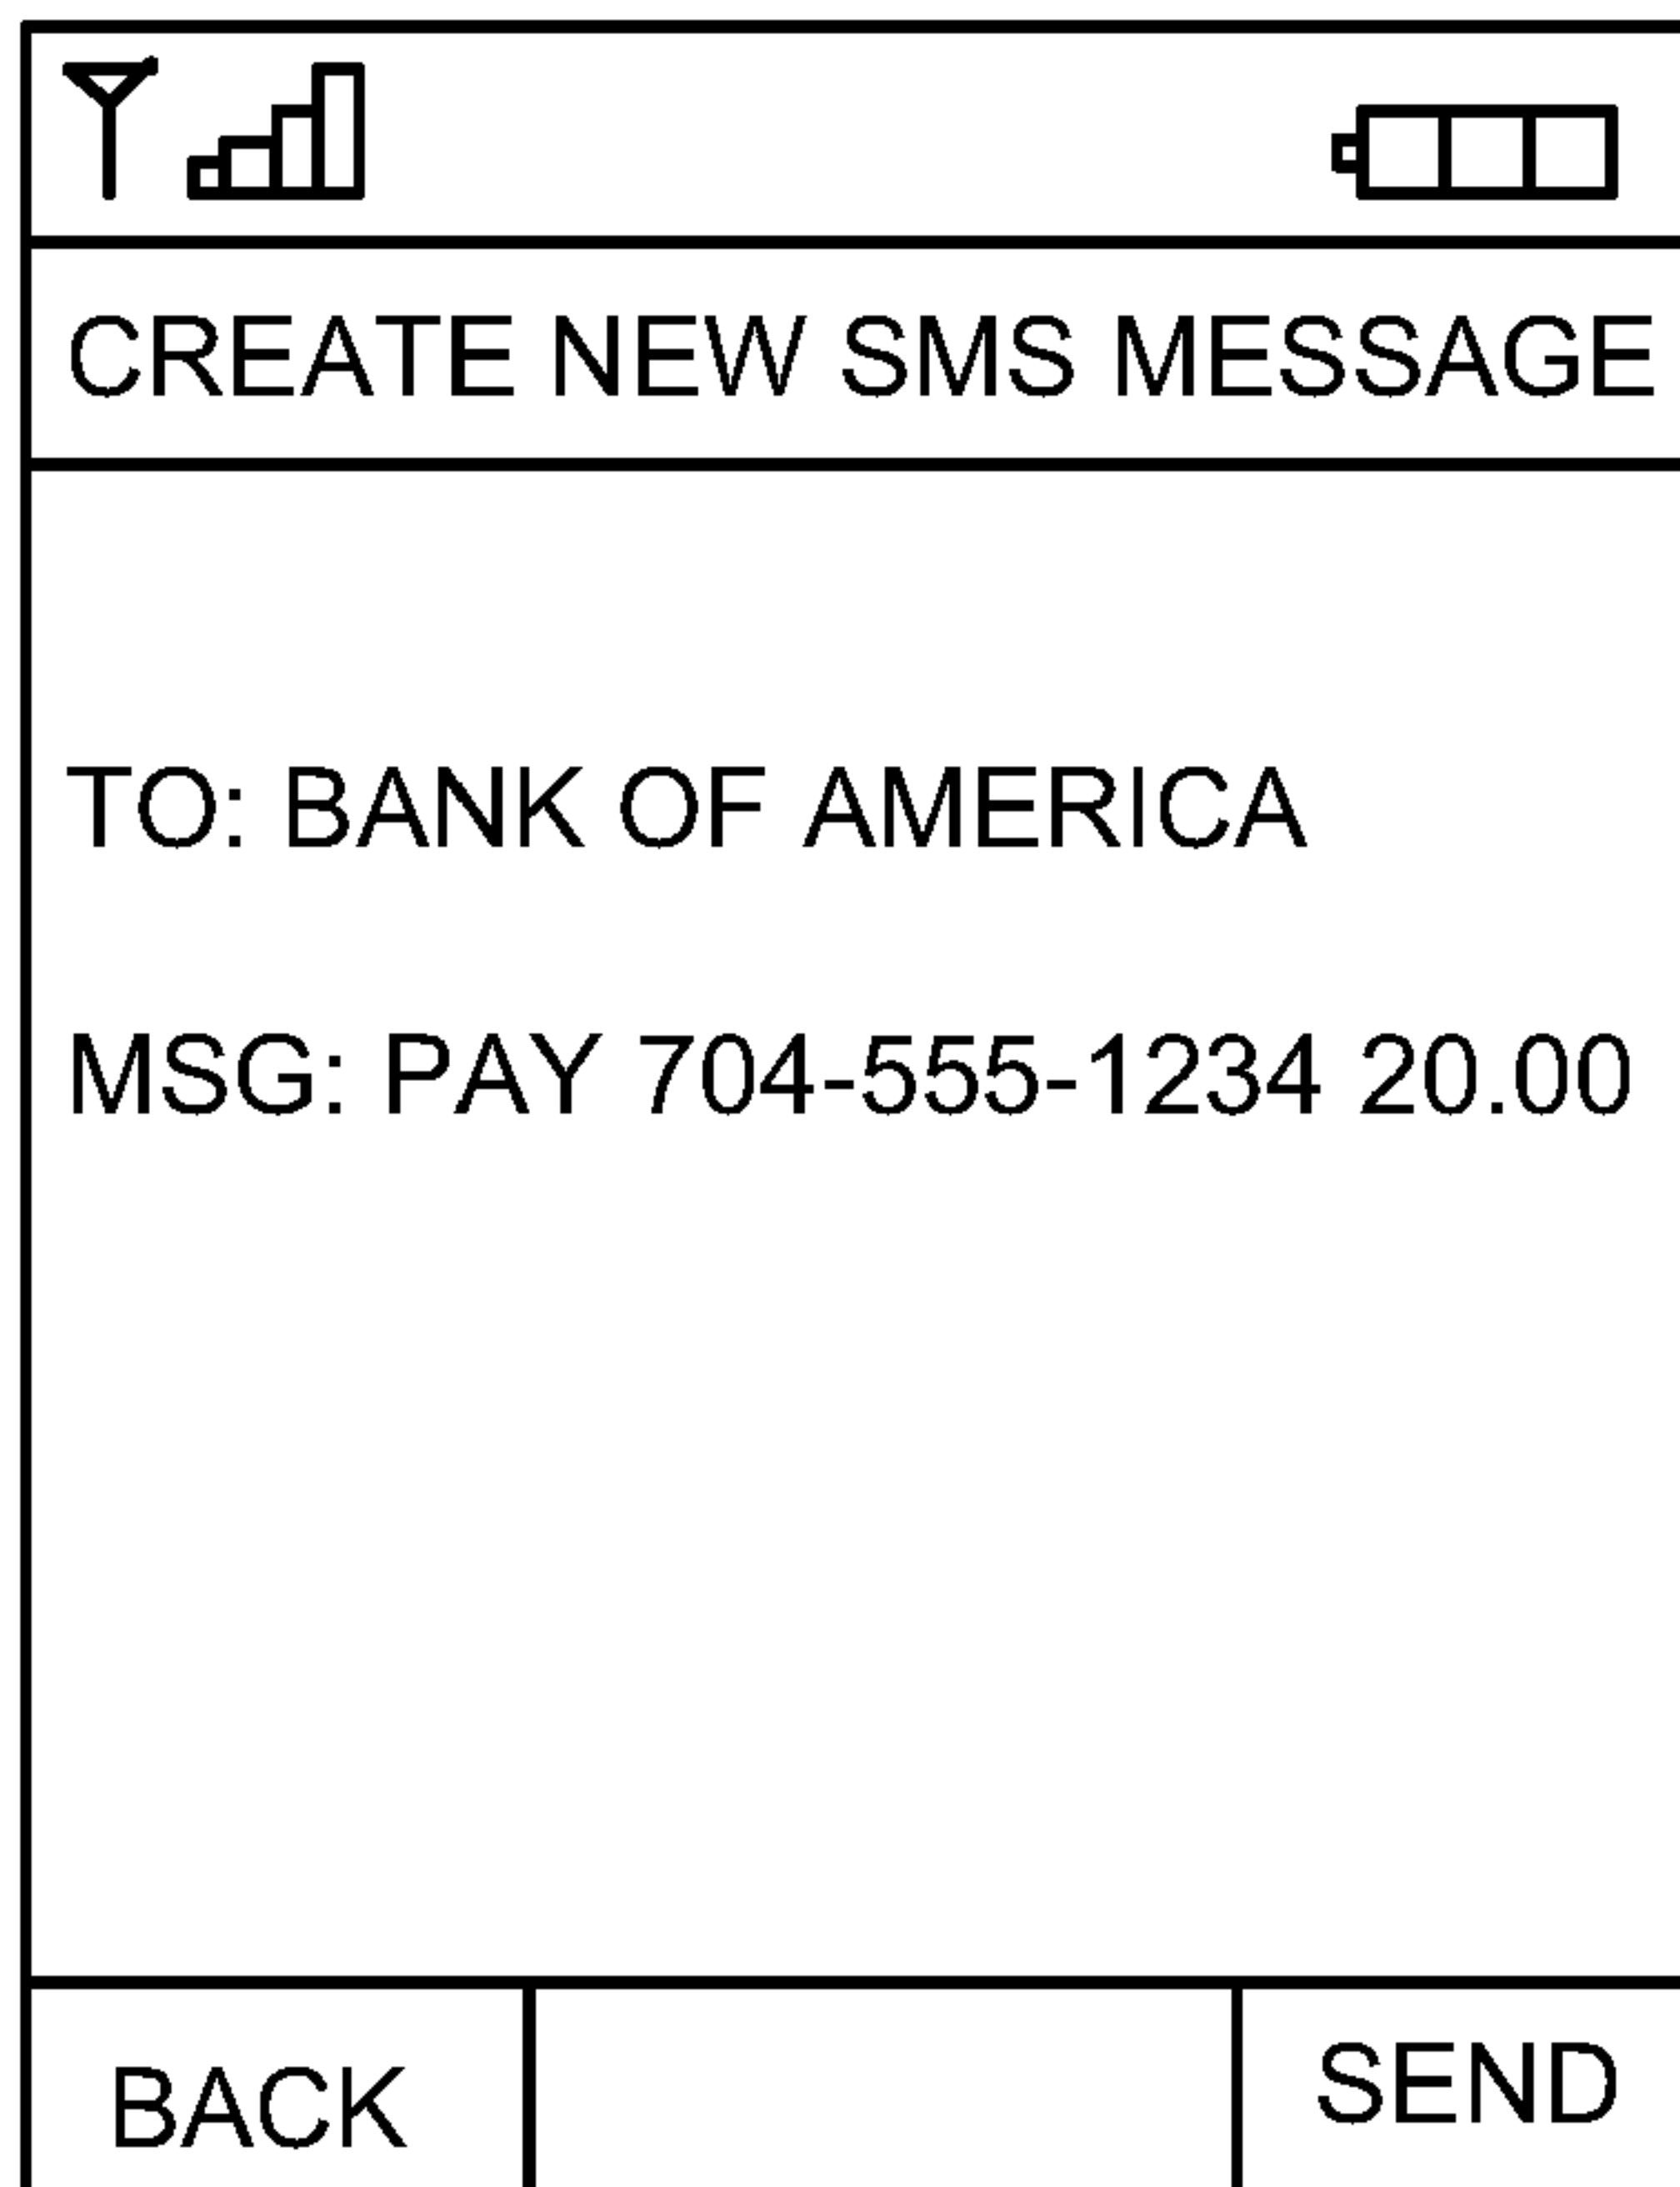 CREATE NEW SMS MESSAGE
TO: BANK OF AMERICA
MSG: PAY 704-555-1234 20.00
BACK
SEND